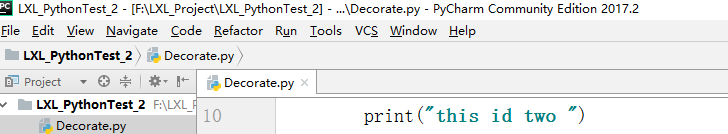 LXL_PythonTest_2 - [F:\LXL_Project\LXL_PythonTest_2] - ...\Decorate.py - PyCharm Community Edition 2017.2
File Edit View Navigate Code Refactor Run Tools VCS Window Help
LXL_PythonTest_2 Decorate.py
Project Decorate.py
LXL_PythonTest_2 F:\LXL_
Decorate.py
10 print("this id two ")